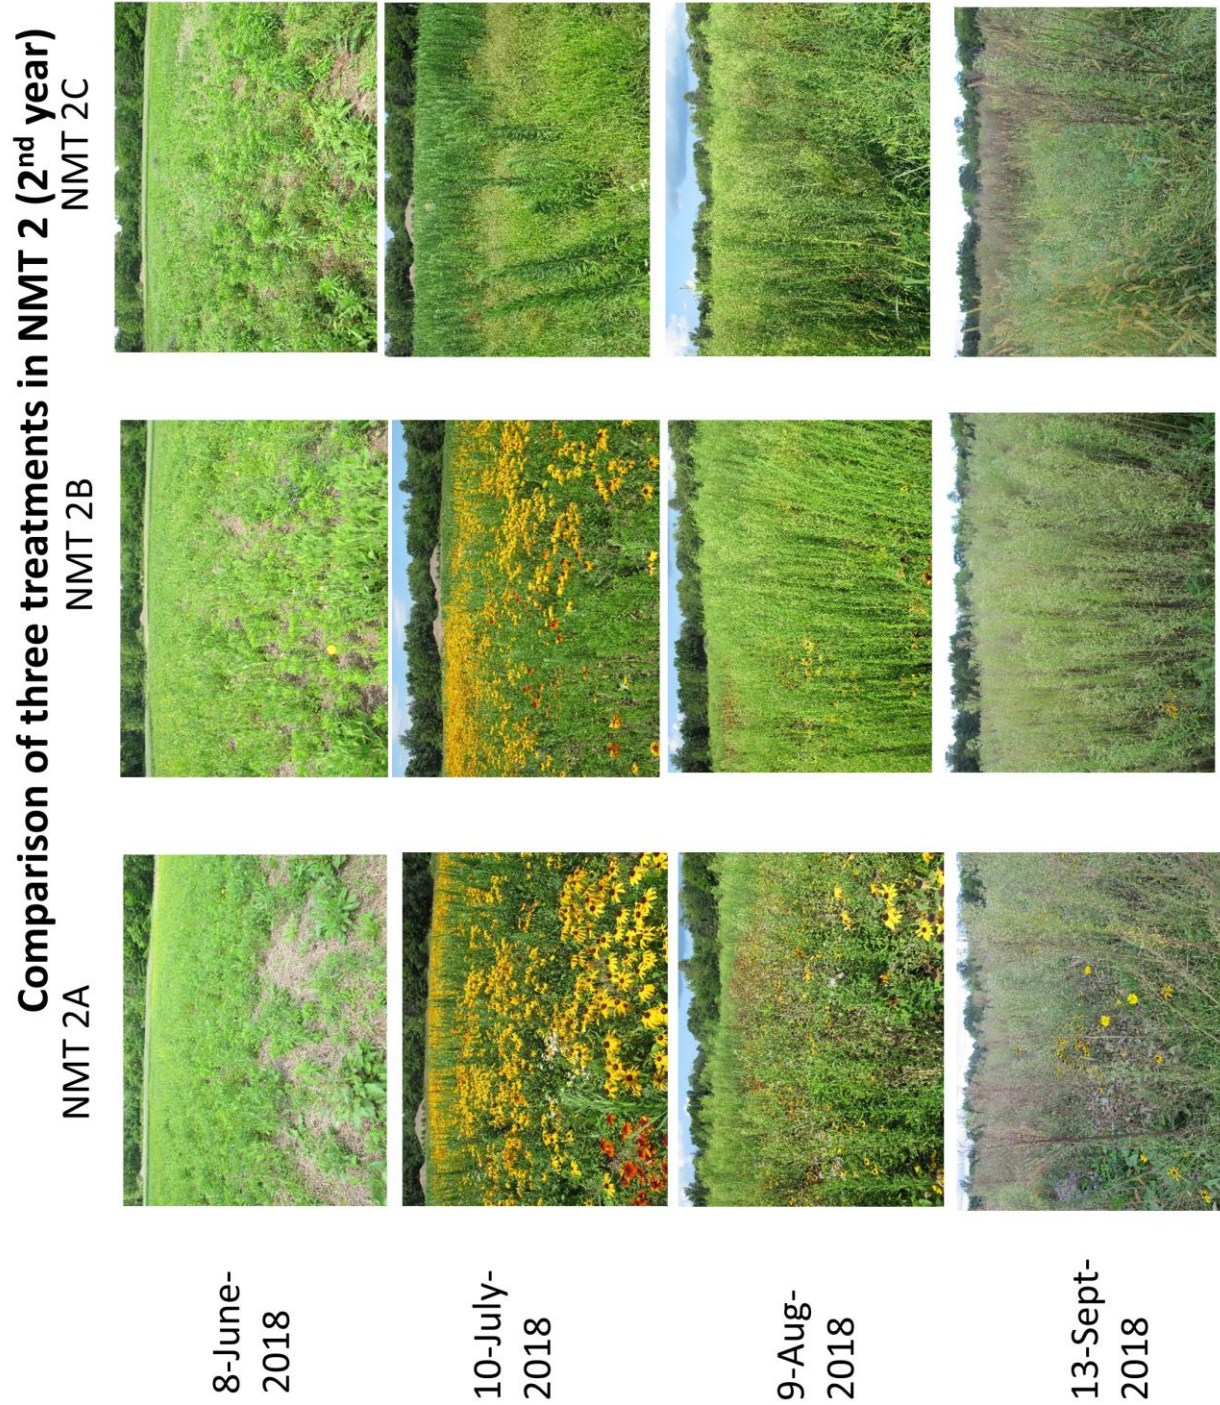 Comparison of three treatments in NMT 2 (2nd year)
NMT 2A
NMT 2B
NMT 2C
8-June-
2018
10-July-
2018
9-Aug-
2018
13-Sept-
2018